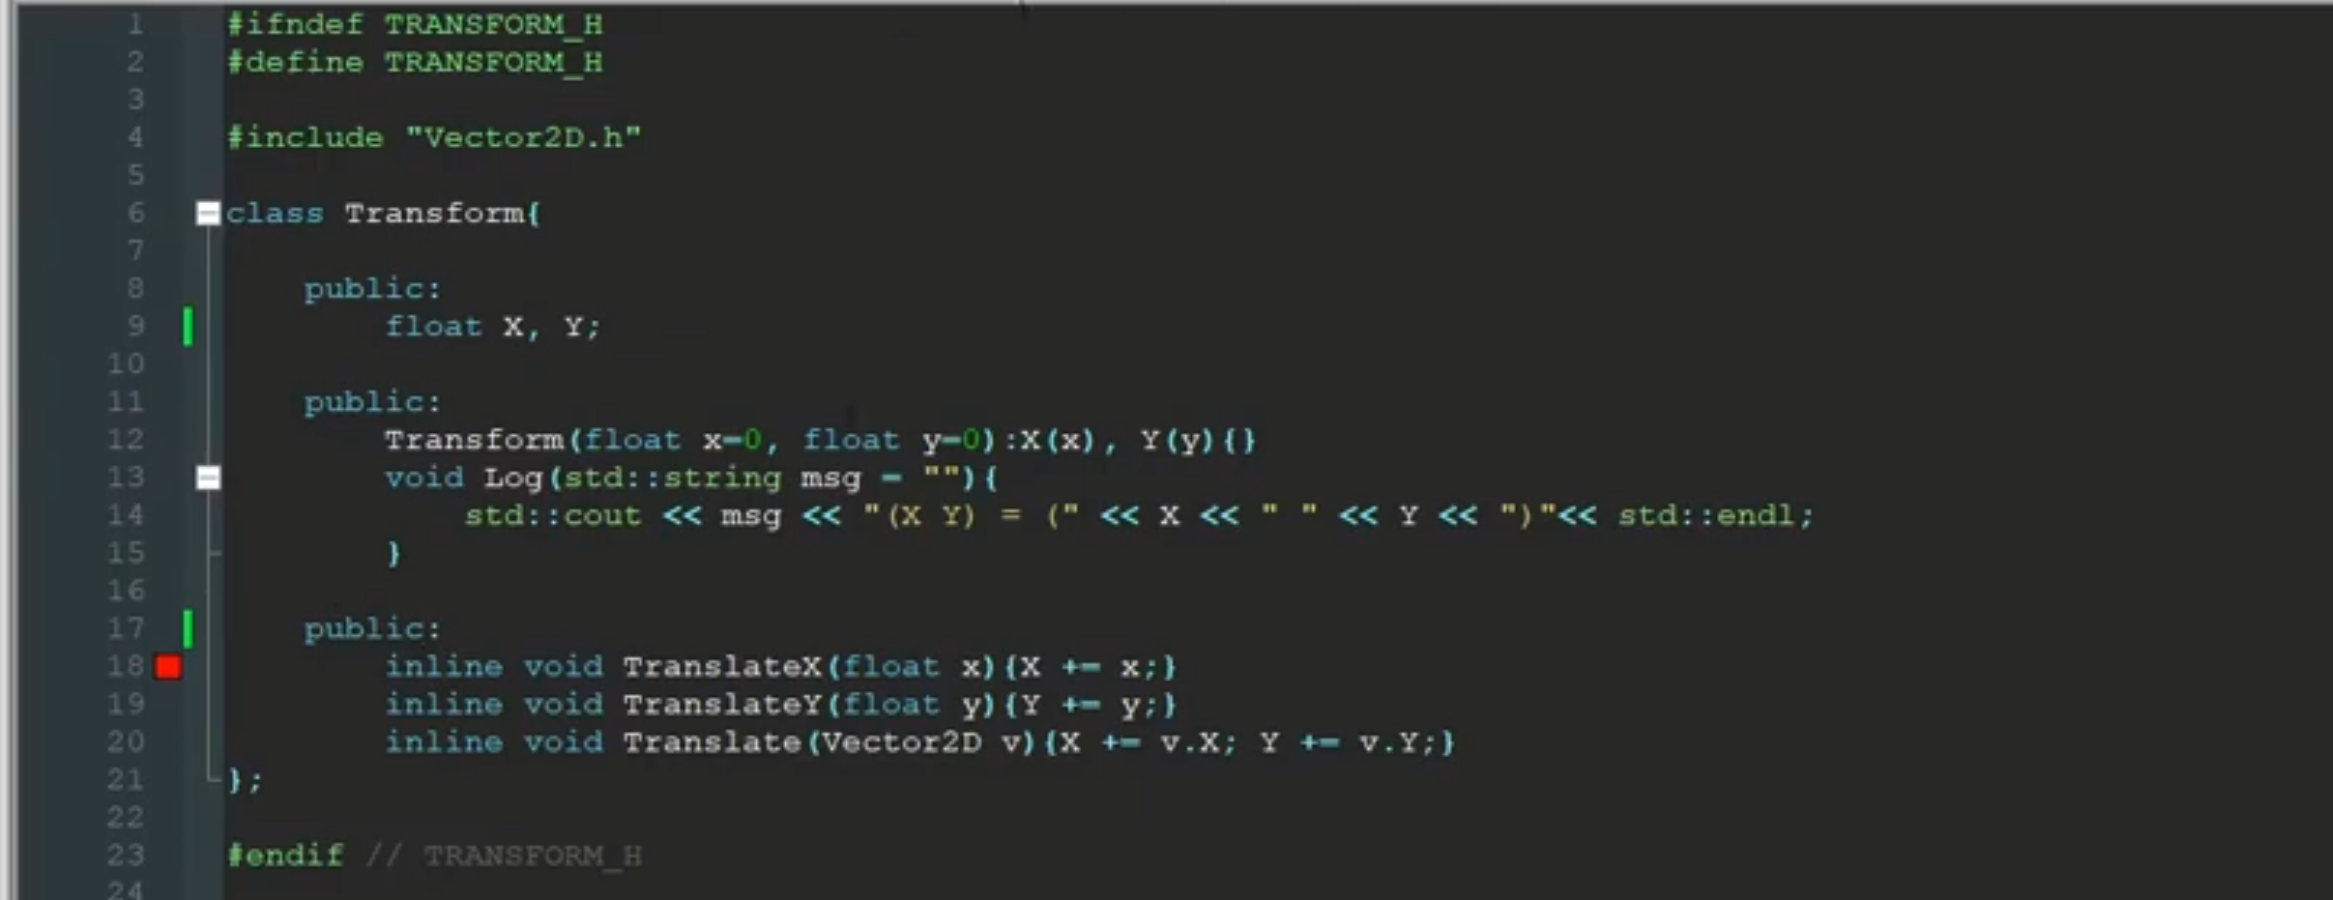 1 #ifndef TRANSFORM_H
2 #define TRANSFORM_H
3
4 #include "Vector2D.h"
5
6 class Transform{
7
8 public:
9 float X, Y;
10
11 public:
12 Transform(float x=0, float y=0):X(x), Y(y){}
13 void Log(std::string msg = ""){
14 std::cout << msg << "(X Y) = (" << X << " " << Y << ")"<< std::endl;
15 }
16
17 public:
18 inline void TranslateX(float x){X += x;}
19 inline void TranslateY(float y){Y += y;}
20 inline void Translate(Vector2D v){X += v.X; Y += v.Y;}
21 };
22
23 #endif // TRANSFORM_H
24